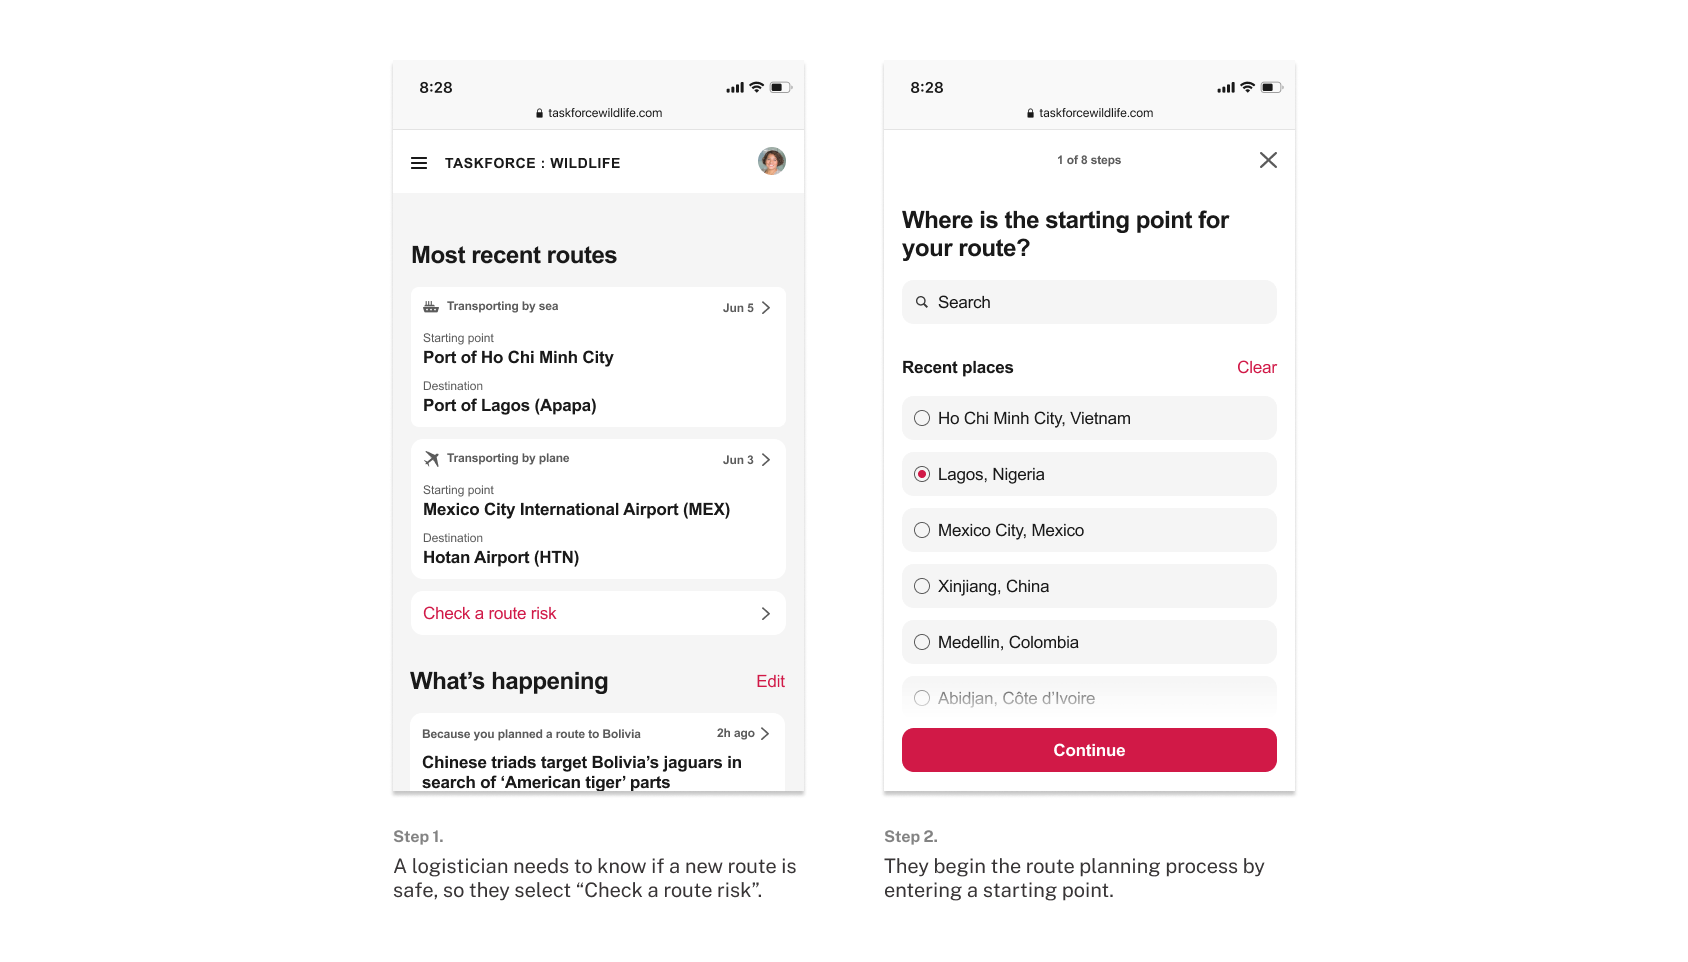 8:28
taskforcewildlife.com
TASKFORCE : WILDLIFE
Most recent routes
Transporting by sea
Jun 5
Starting point
Port of Ho Chi Minh City
Destination
Port of Lagos (Apapa)
Transporting by plane
Jun 3
Starting point
Mexico City International Airport (MEX)
Destination
Hotan Airport (HTN)
Check a route risk
What’s happening
Edit
Because you planned a route to Bolivia
2h ago
Chinese triads target Bolivia’s jaguars in
search of ‘American tiger’ parts
Step 1.
A logistician needs to know if a new route is
safe, so they select “Check a route risk”.
8:28
taskforcewildlife.com
1 of 8 steps
Where is the starting point for
your route?
Search
Recent places
Clear
Ho Chi Minh City, Vietnam
Lagos, Nigeria
Mexico City, Mexico
Xinjiang, China
Medellin, Colombia
Abidjan, Côte d’Ivoire
Continue
Step 2.
They begin the route planning process by
entering a starting point.